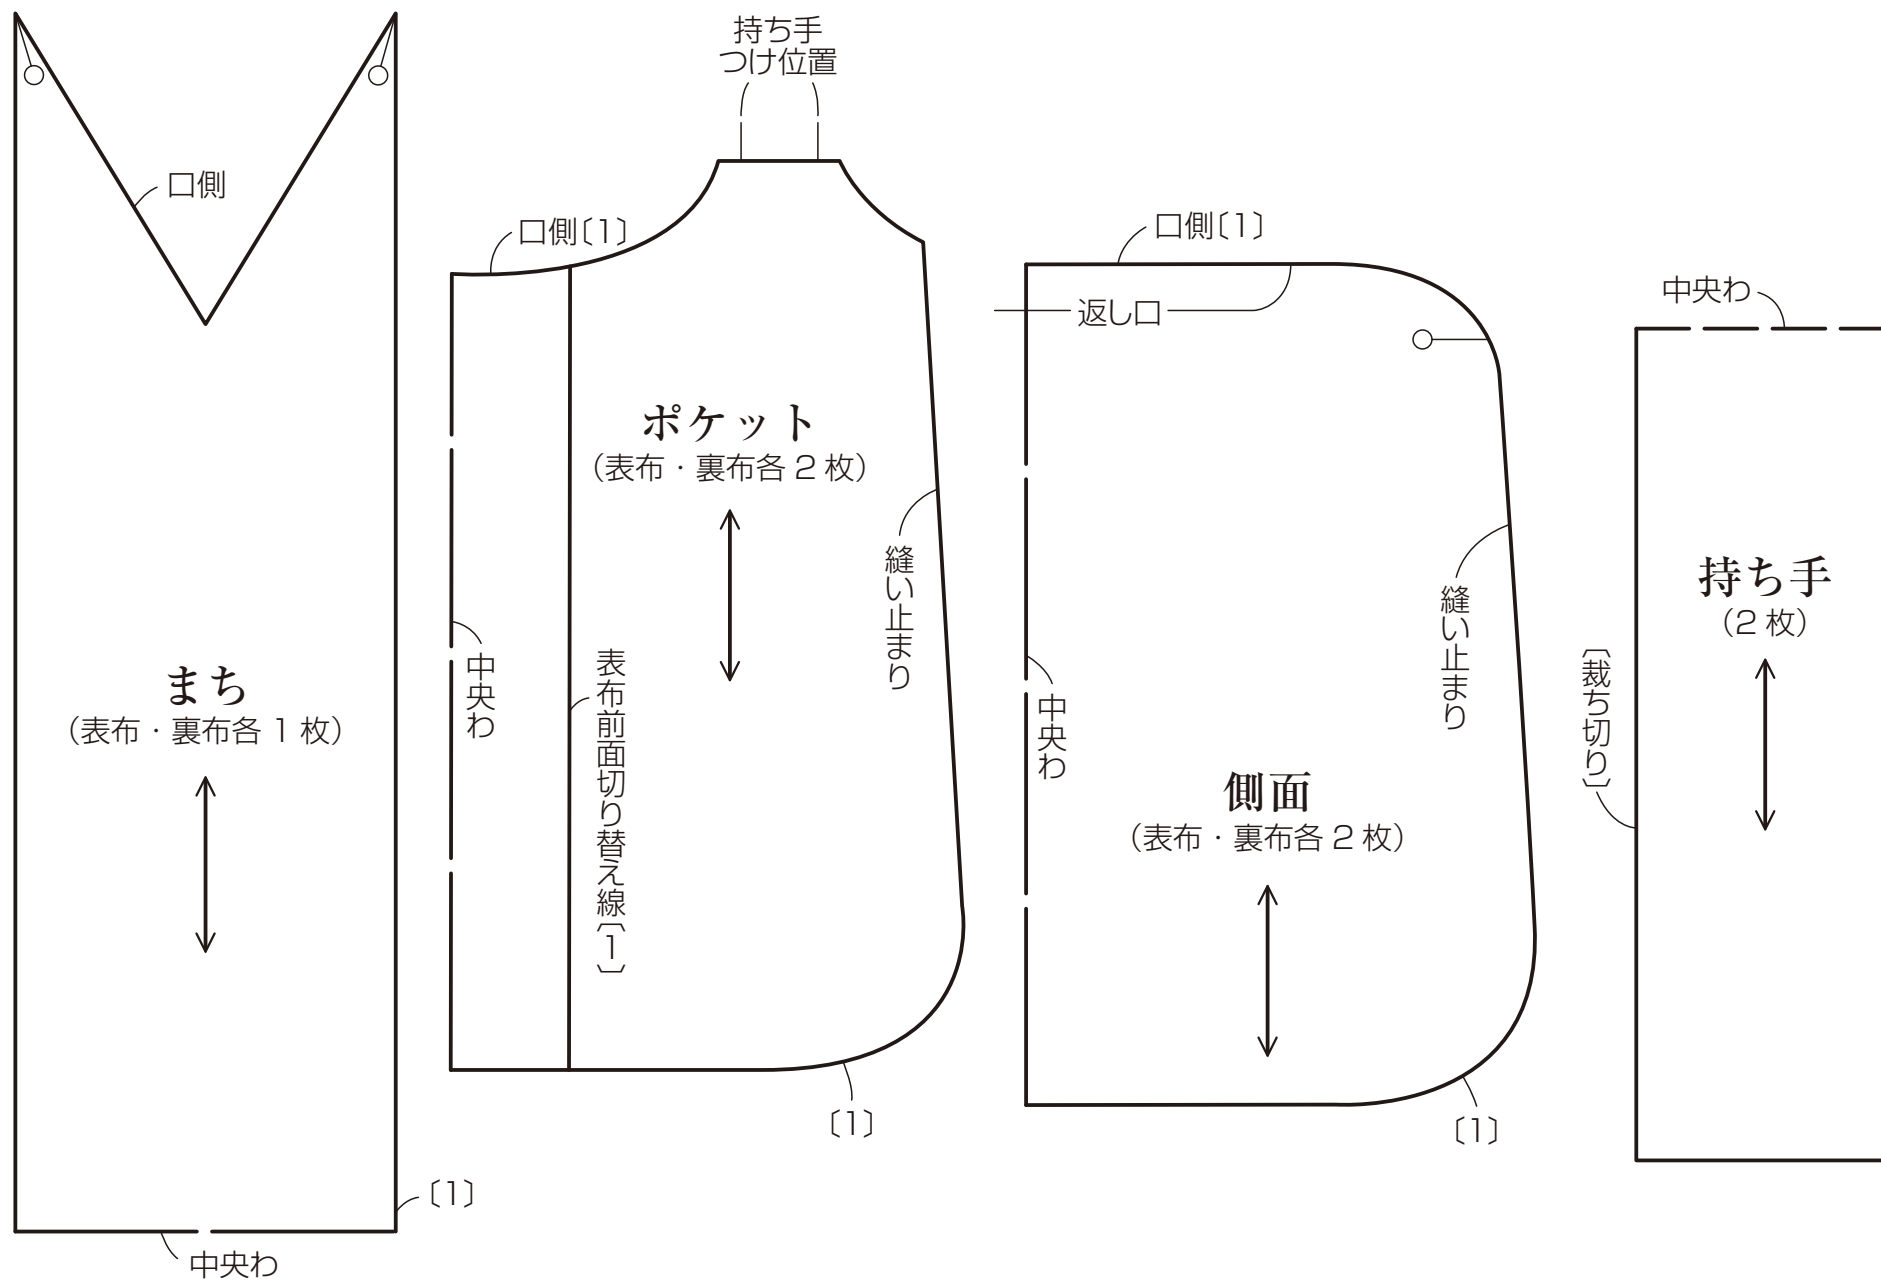 口側
まち
（表布・裏布各 1 枚）
〔1〕
中央わ
持ち手
つけ位置
口側〔1〕
ポケット
（表布・裏布各 2 枚）
縫い止まり
中央わ
表布前面切り替え線〔1〕
〔1〕
口側〔1〕
返し口
縫い止まり
中央わ
側面
（表布・裏布各 2 枚）
〔1〕
中央わ
持ち手
（2 枚）
〔裁ち切り〕